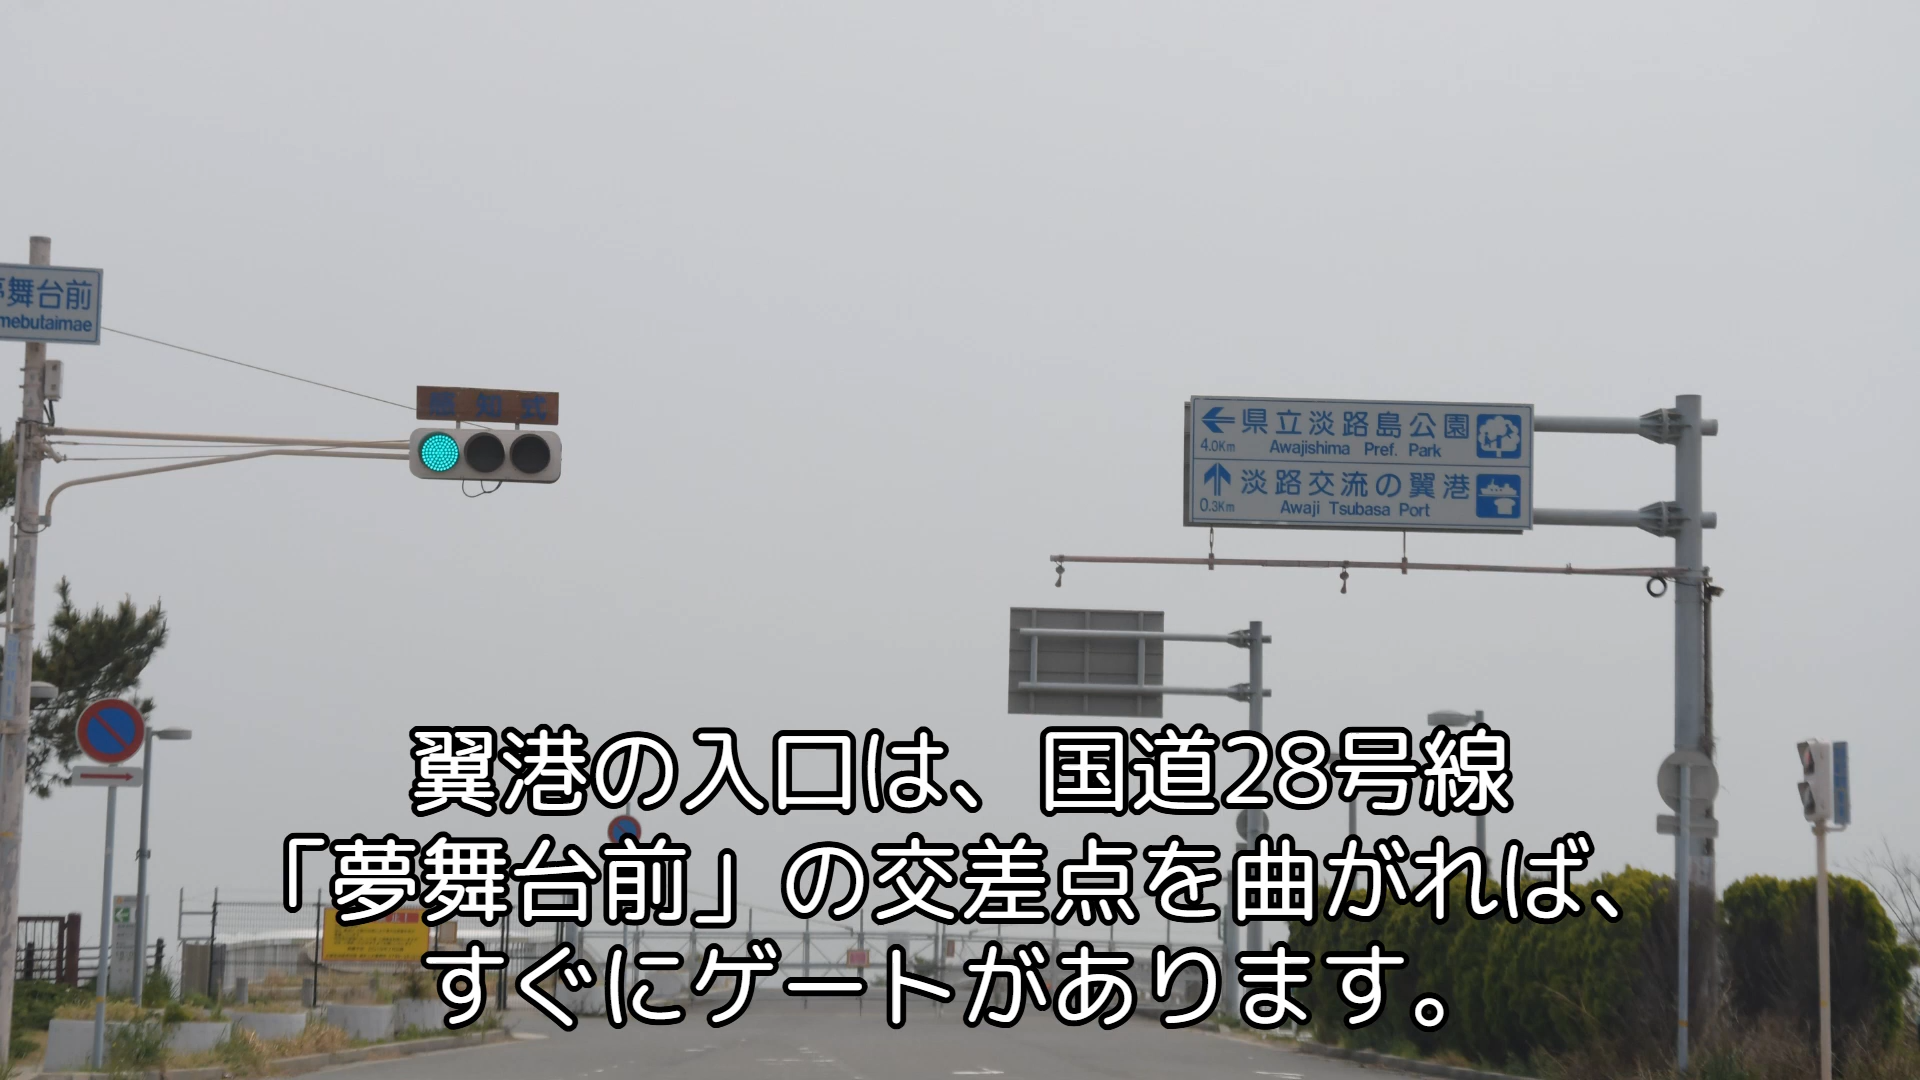 舞台前
mebutaimae
感知式
県立淡路島公園
4.0Km Awajishima Pref. Park
淡路交流の翼港
0.3Km Awaji Tsubasa Port
翼港の入口は、国道28号線
「夢舞台前」の交差点を曲がれば、
すぐにゲートがあります。